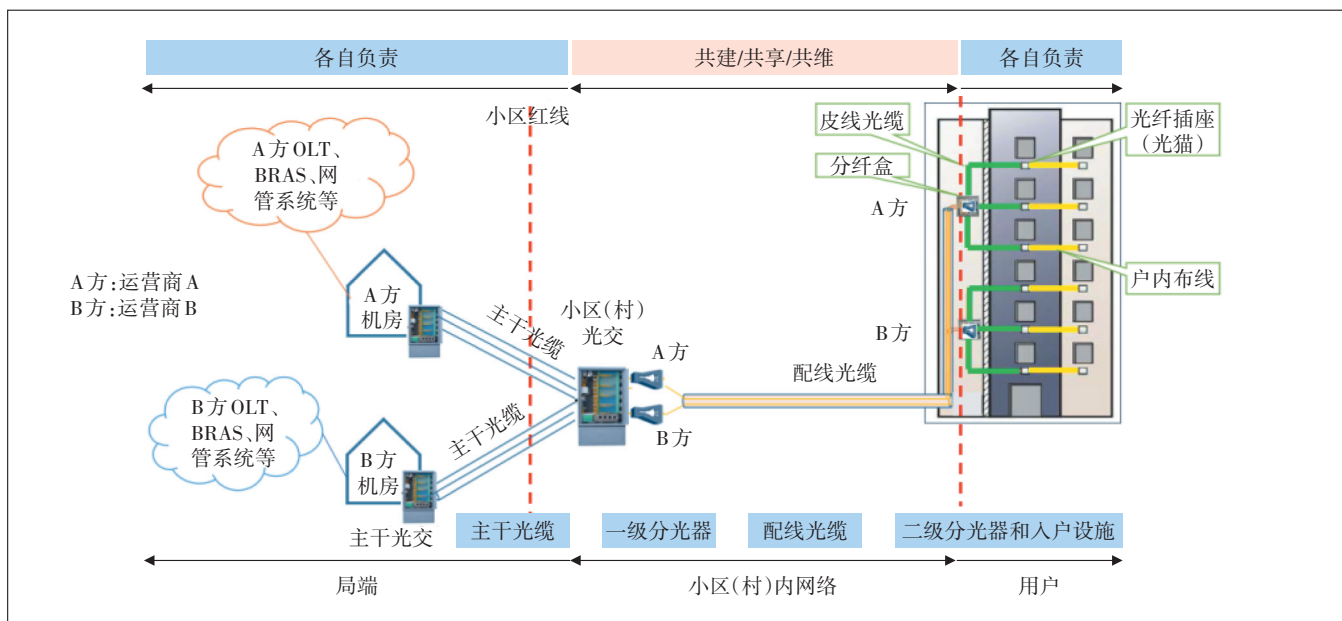 各自负责
共建/共享/共维
各自负责
小区红线
A方OLT、
BRAS、网
管系统等
皮线光缆
分纤盒
A方
光纤插座
(光猫)
A方:运营商A
B方:运营商B
A方
机房
主干光缆
小区(村)
光交
A方
B方
户内布线
B方
配线光缆
B方OLT、
BRAS、网
管系统等
主干光缆
B方
机房
主干光交
主干光缆
一级分光器
配线光缆
二级分光器和入户设施
局端
小区(村)内网络
用户